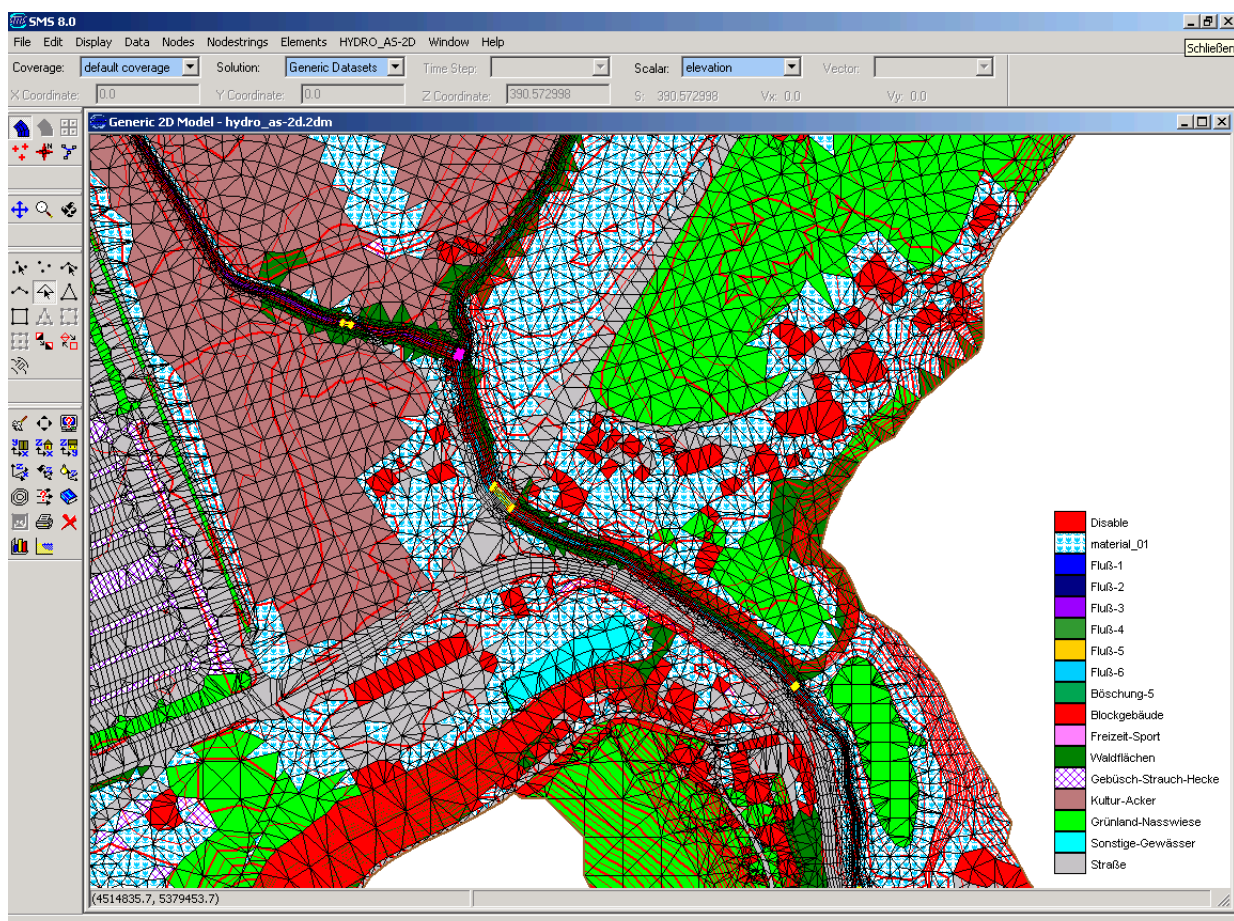 SMS 8.0
File Edit Display Data Nodes Nodestrings Elements HYDRO_AS-2D Window Help
Schließen
Coverage: default coverage Solution: Generic Datasets Time Step: Scalar: elevation Vector:
X Coordinate: 0.0 Y Coordinate: 0.0 Z Coordinate: 390.572998 S: 390.572998 Vx: 0.0 Vy: 0.0
Generic 2D Model - hydro_as-2d.2dm
Disable
material_01
Fluß-1
Fluß-2
Fluß-3
Fluß-4
Fluß-5
Fluß-6
Böschung-5
Blockgebäude
Freizeit-Sport
Waldflächen
Gebüsch-Strauch-Hecke
Kultur-Acker
Grünland-Nasswiese
Sonstige-Gewässer
Straße
(4514835.7, 5379453.7)